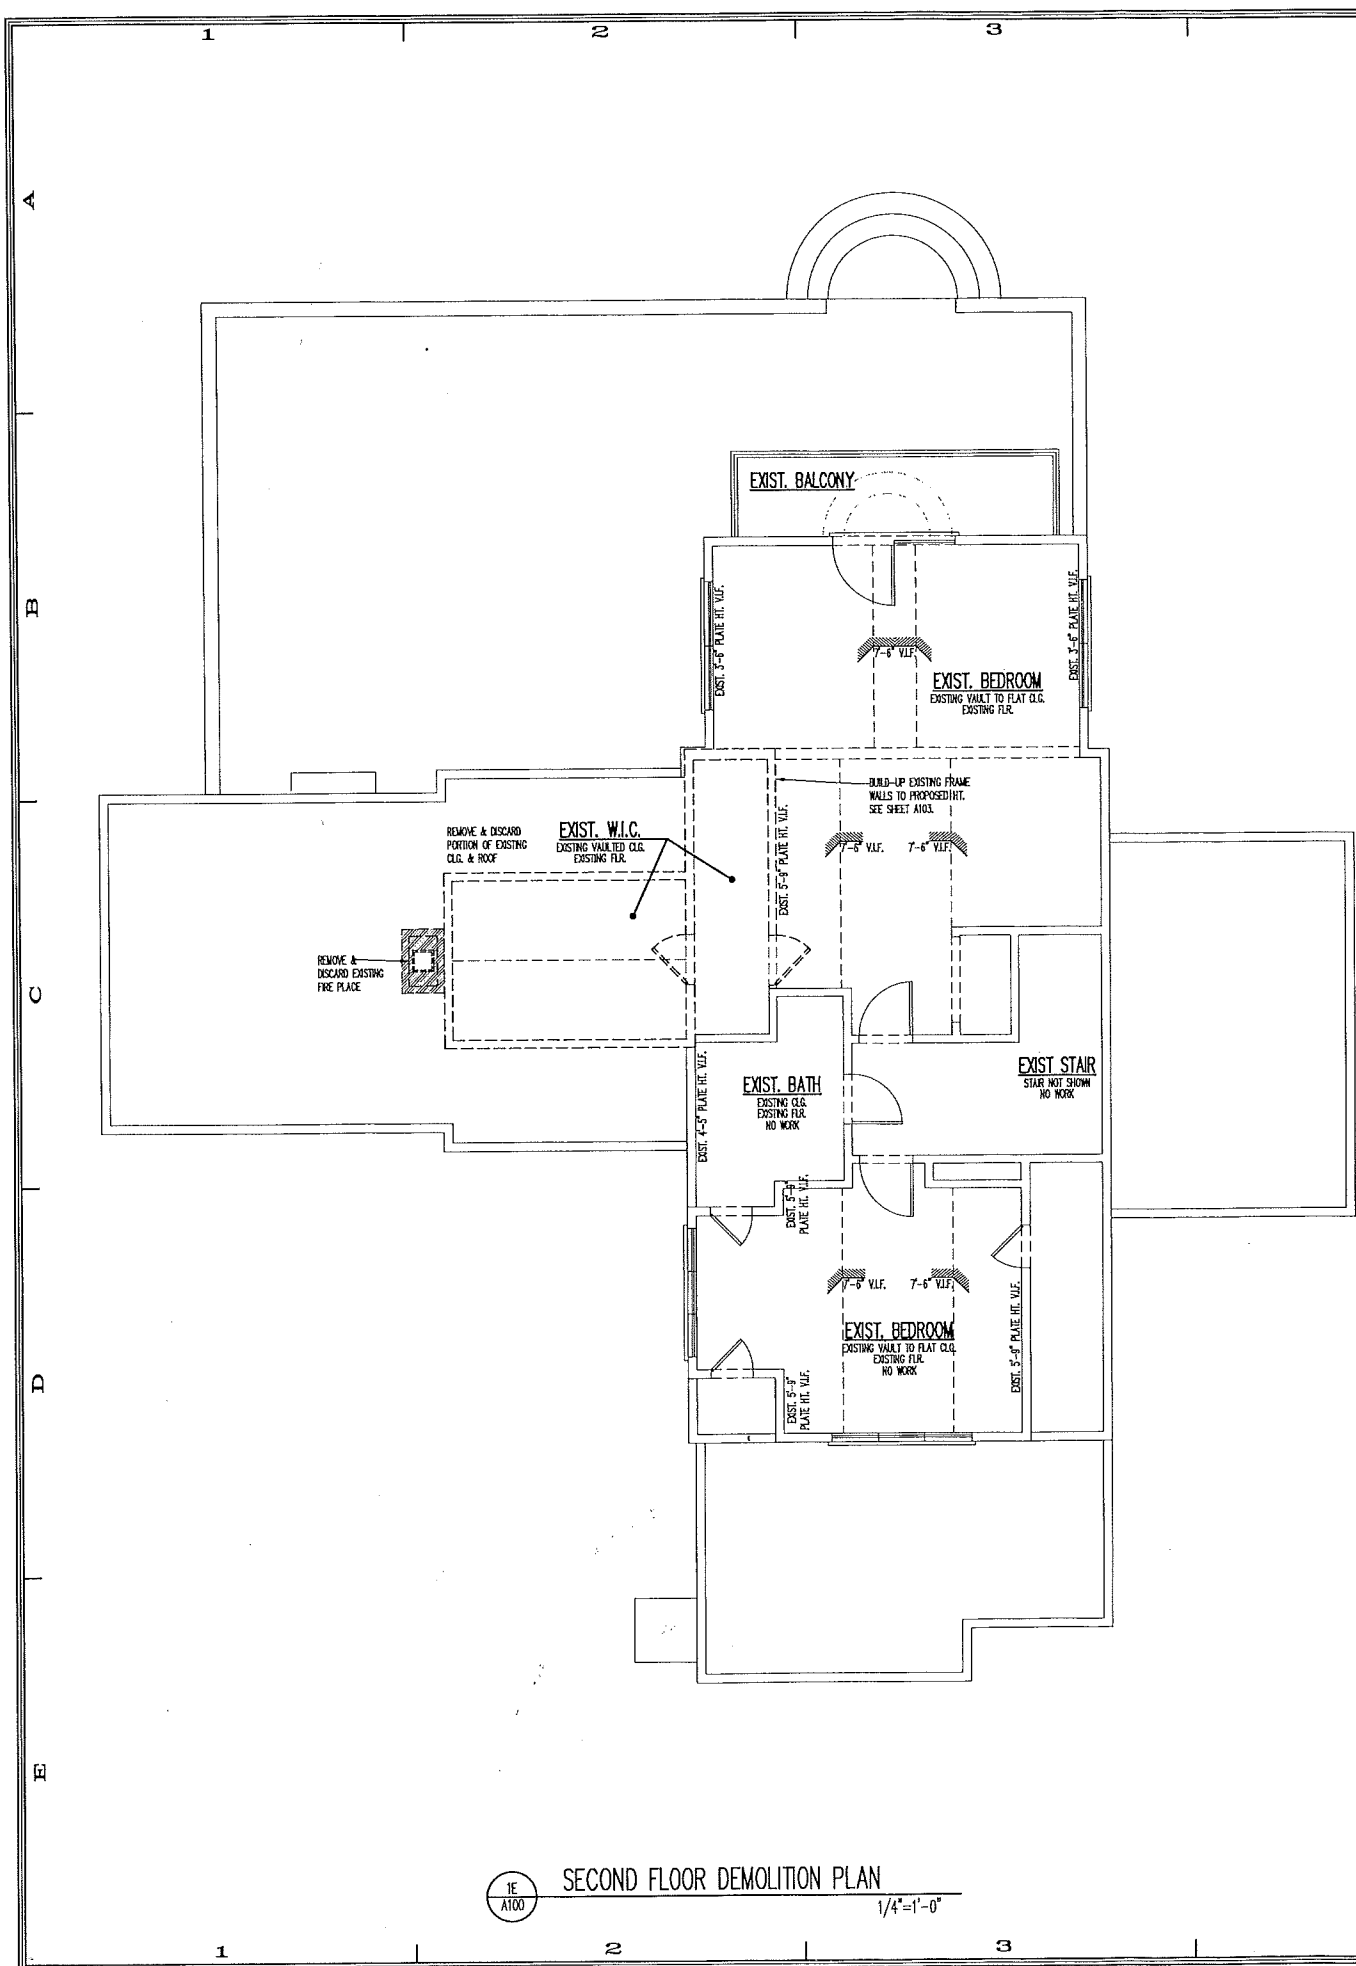 1 2 3
A
EXIST. BALCONY
B
EXIST. 3'-6" PLATE HT. V.I.F.
EXIST. 3'-6" PLATE HT. V.I.F.
7'-6" V.I.F.
EXIST. BEDROOM
EXISTING VAULT TO FLAT CLG.
EXISTING FLR.
BUILD-UP EXISTING FRAME
WALLS TO PROPOSED HT.
SEE SHEET A103.
REMOVE & DISCARD
PORTION OF EXISTING
CLG. & ROOF
EXIST. W.I.C.
EXISTING VAULTED CLG.
EXISTING FLR.
EXIST. 5'-9" PLATE HT. V.I.F.
7'-6" V.I.F. 7'-6" V.I.F.
REMOVE &
DISCARD EXISTING
FIRE PLACE
C
EXIST STAIR
STAIR NOT SHOWN
NO WORK
EXIST. BATH
EXISTING CLG.
EXISTING FLR.
NO WORK
EXIST. 4'-5" PLATE HT. V.I.F.
EXIST. 5'-9"
PLATE HT. V.I.F.
7'-6" V.I.F. 7'-6" V.I.F.
EXIST. BEDROOM
EXISTING VAULT TO FLAT CLG.
EXISTING FLR.
NO WORK
EXIST. 5'-9" PLATE HT. V.I.F.
D
EXIST. 5'-9"
PLATE HT. V.I.F.
E
1E
A100
SECOND FLOOR DEMOLITION PLAN
1/4"=1'-0"
1 2 3